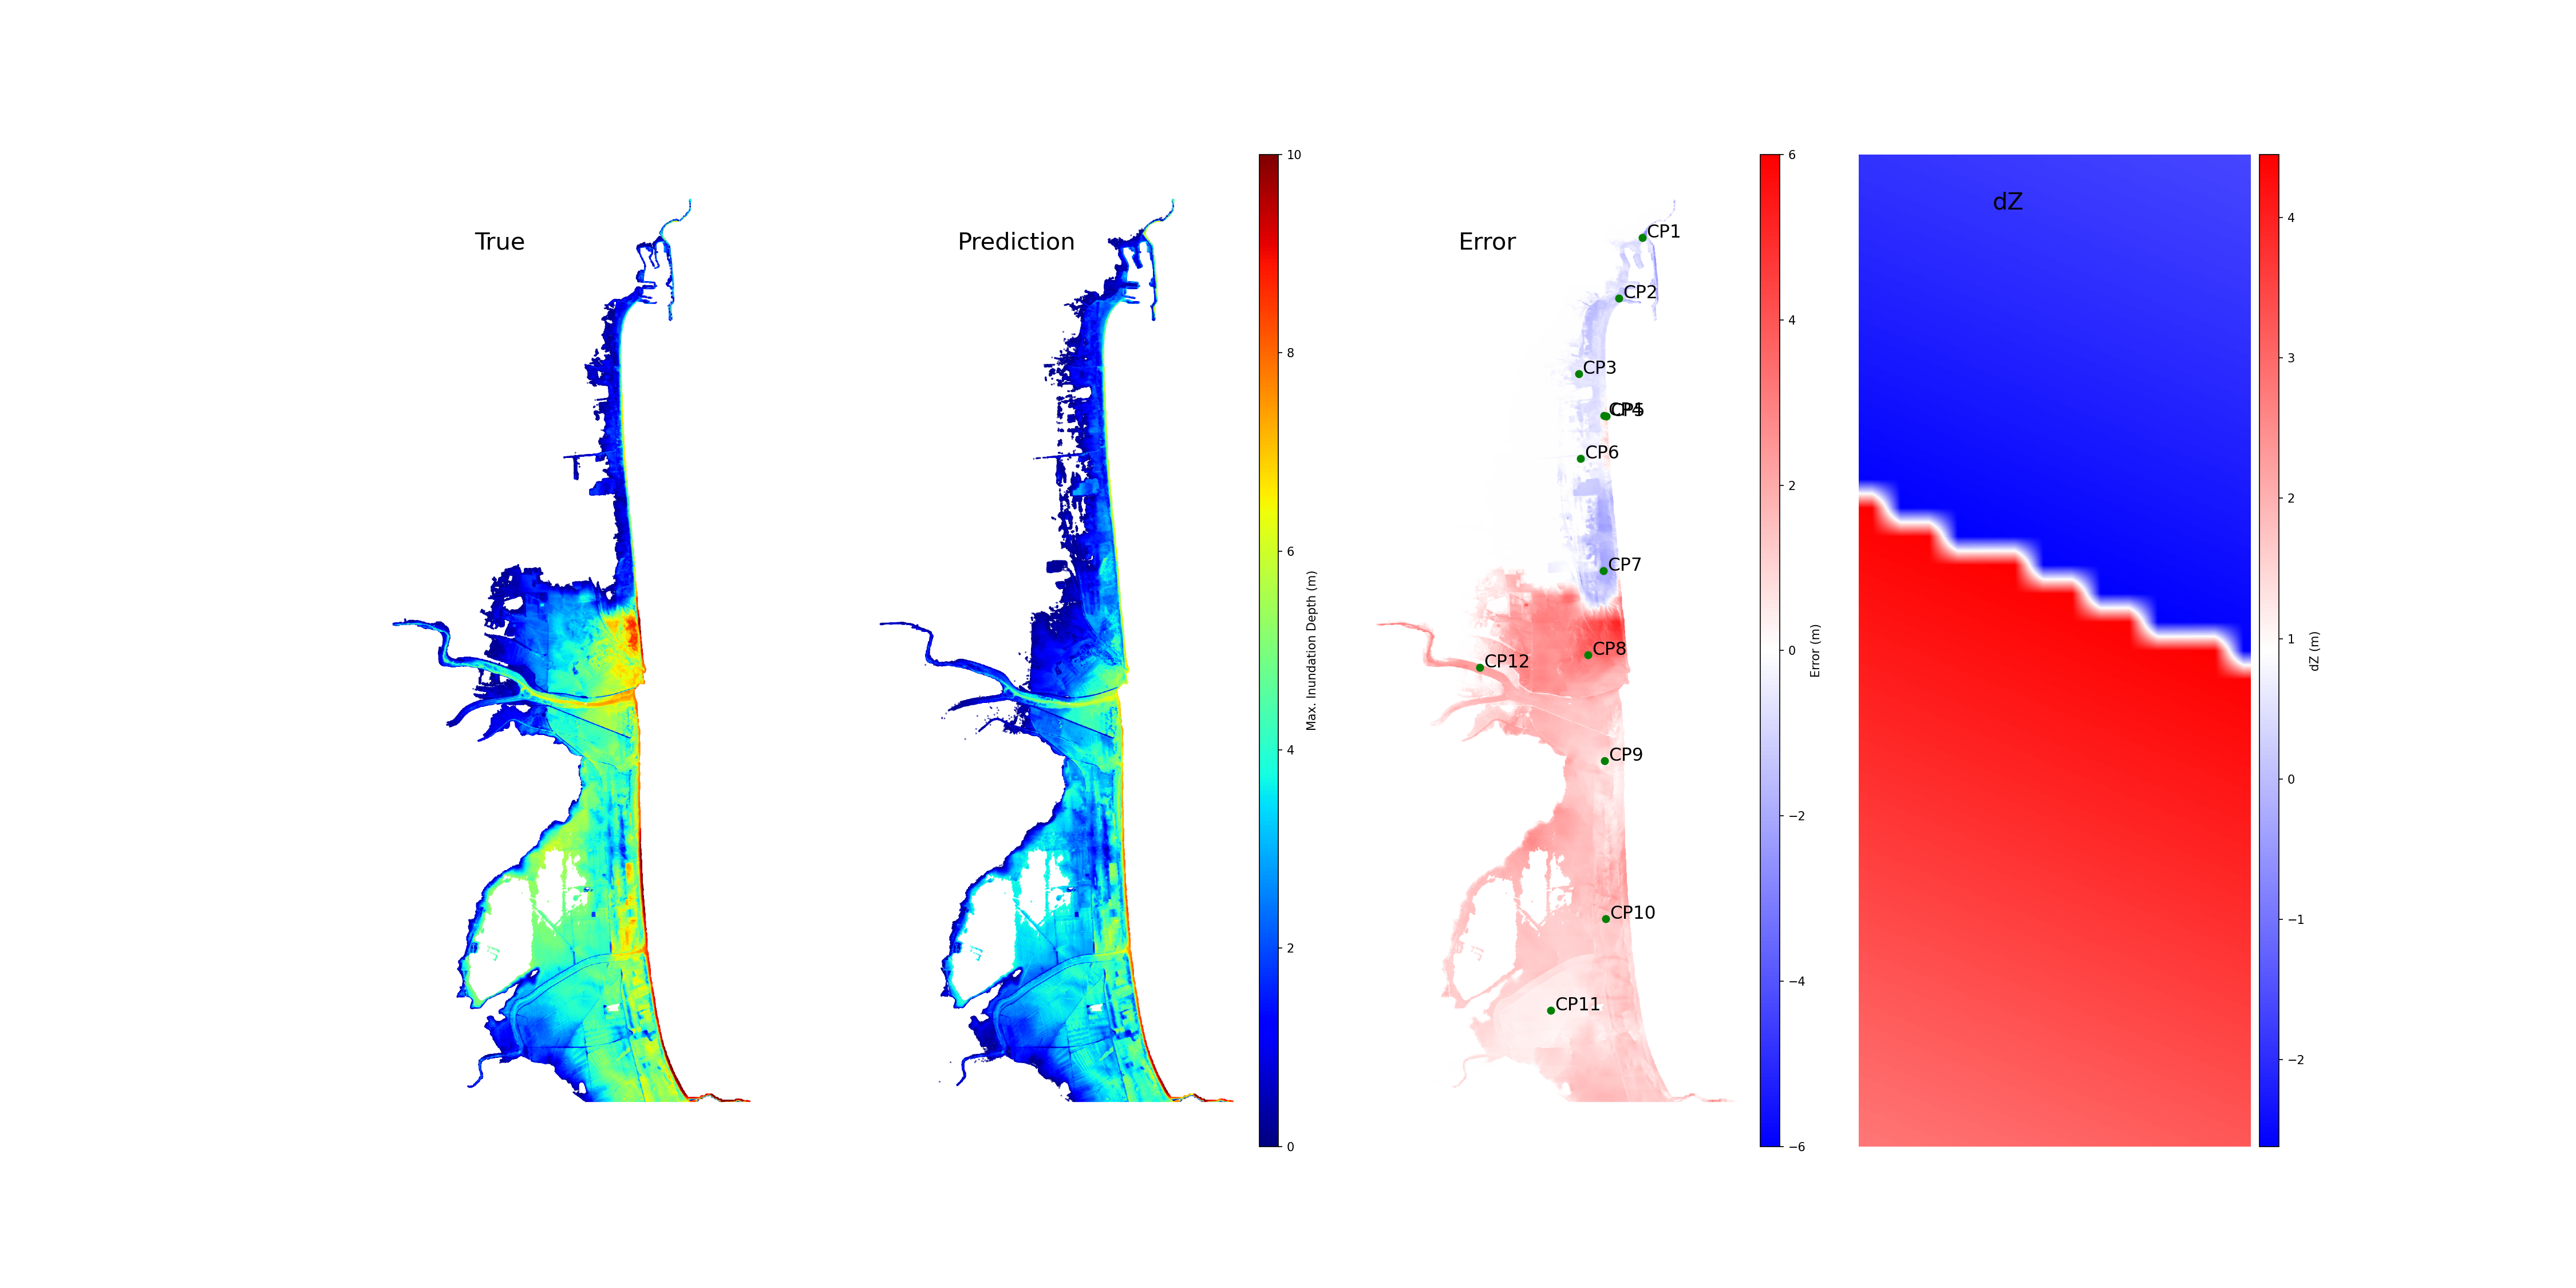 True
Prediction
10
8
6
4
2
0
Max. Inundation Depth (m)
Error
CP1
CP2
CP3
CP6
CP7
CP8
CP12
CP9
CP10
CP11
6
4
2
0
−2
−4
−6
Error (m)
dZ
4
3
2
1
0
−1
−2
dZ (m)